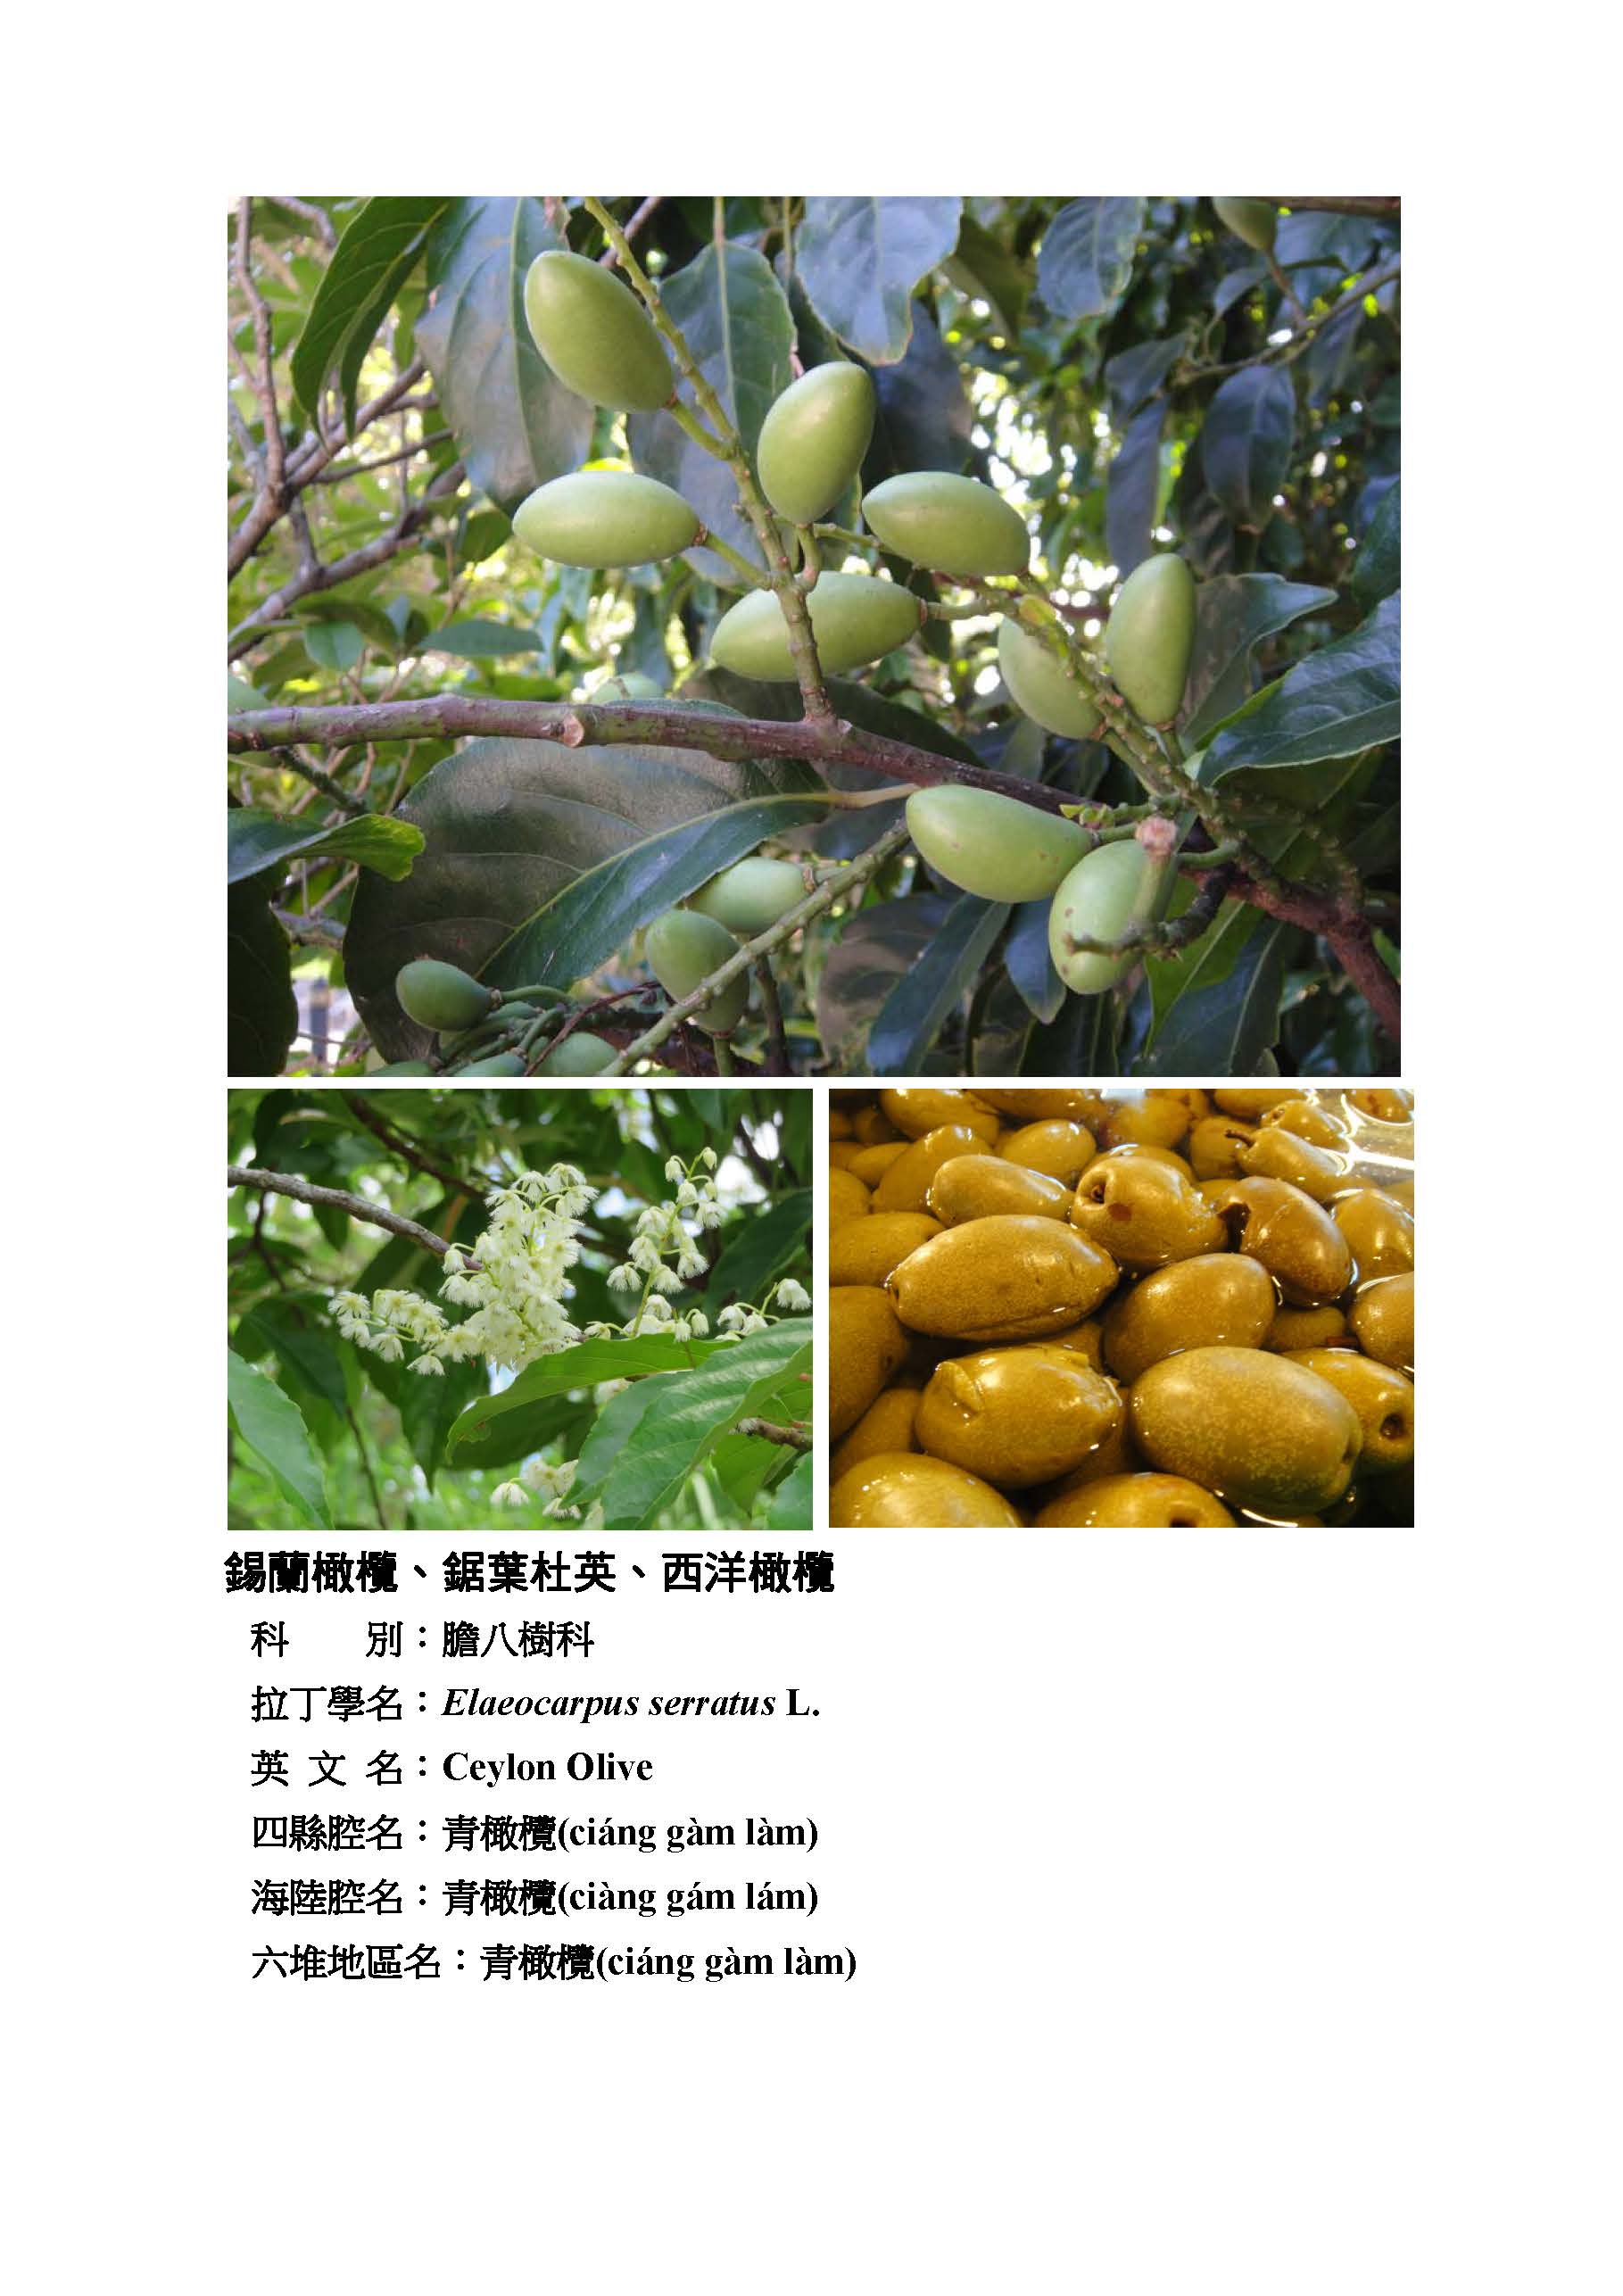 錫蘭橄欖、鋸葉杜英、西洋橄欖
科　　別：膽八樹科
拉丁學名：Elaeocarpus serratus L.
英 文 名：Ceylon Olive
四縣腔名：青橄欖(ciáng gàm làm)
海陸腔名：青橄欖(ciàng gám lám)
六堆地區名：青橄欖(ciáng gàm làm)